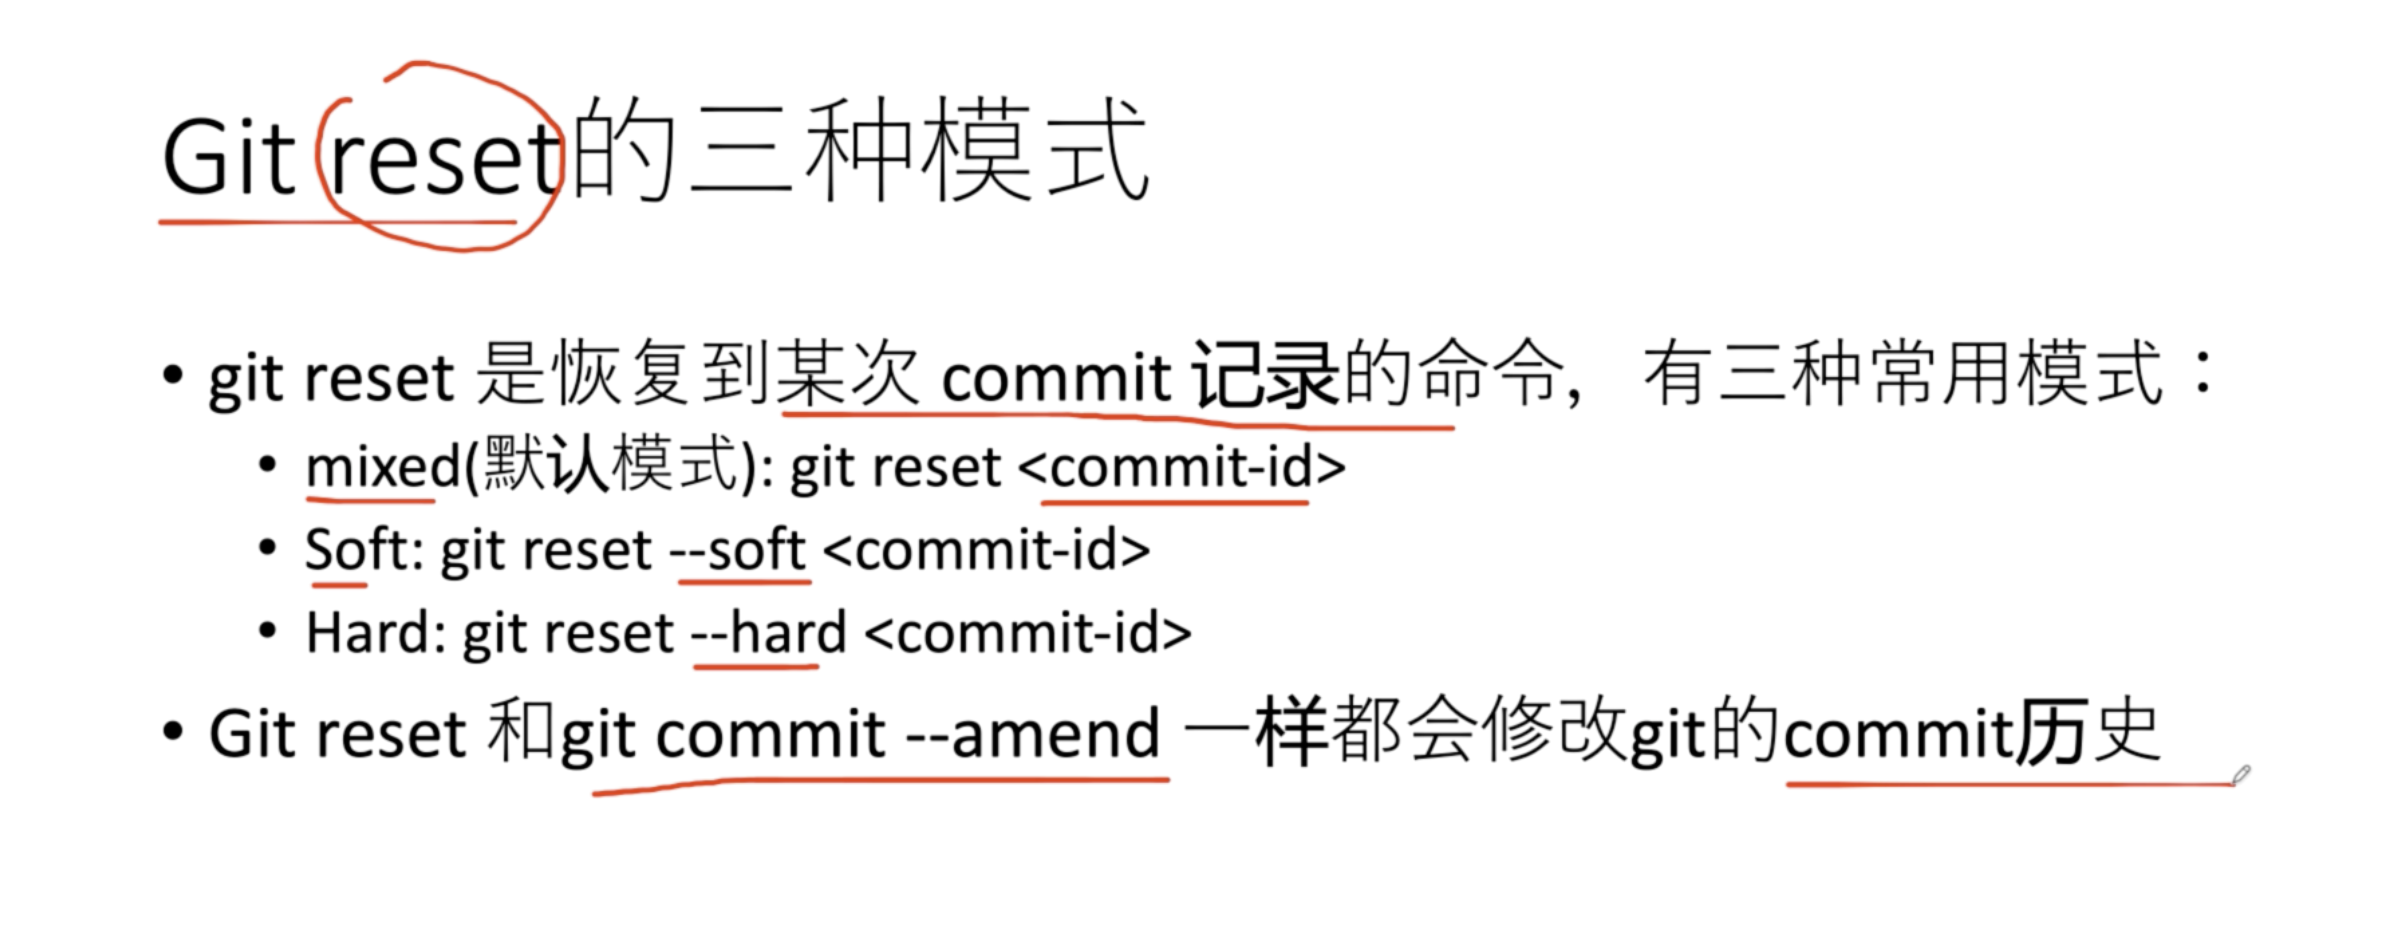 Git reset的三种模式
• git reset 是恢复到某次 commit 记录的命令, 有三种常用模式：
• mixed(默认模式): git reset <commit-id>
• Soft: git reset --soft <commit-id>
• Hard: git reset --hard <commit-id>
• Git reset 和git commit --amend 一样都会修改git的commit历史